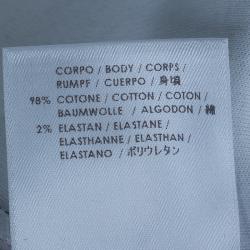 CORPO / BODY / CORPS /
RUMPF / CUERPO / 身頃
98% COTONE / COTTON / COTON /
BAUMWOLLE / ALGODON / 綿
2% ELASTAN / ELASTANE /
ELASTHANNE / ELASTHAN /
ELASTANO / ポリウレタン